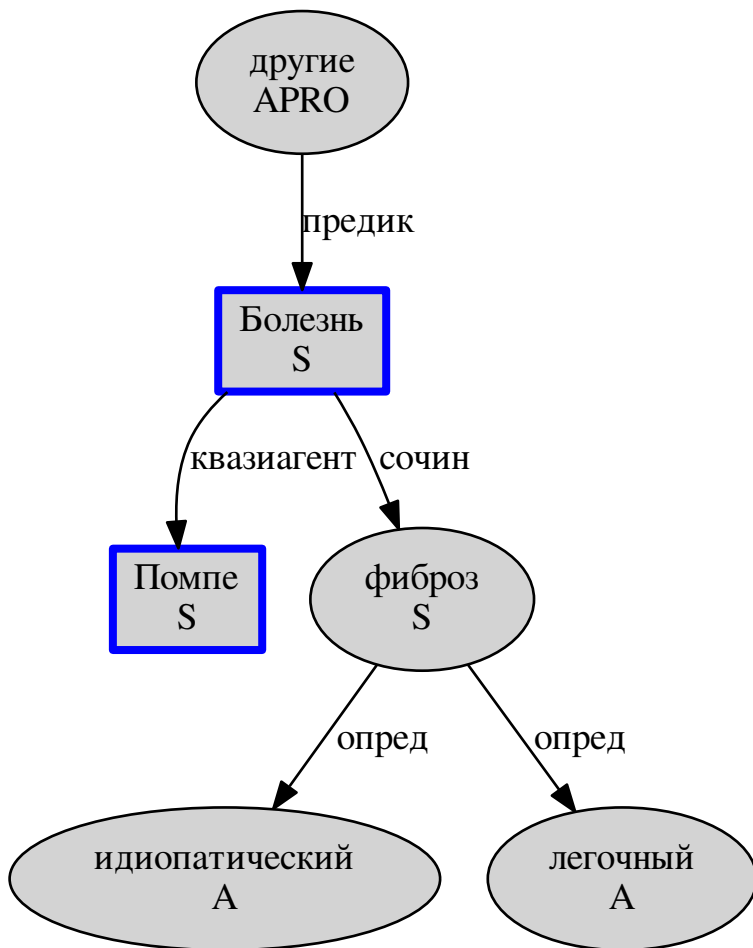 другие
APRO
предик
Болезнь
S
квазиагент
сочин
Помпе
S
фиброз
S
опред
опред
идиопатический
A
легочный
A